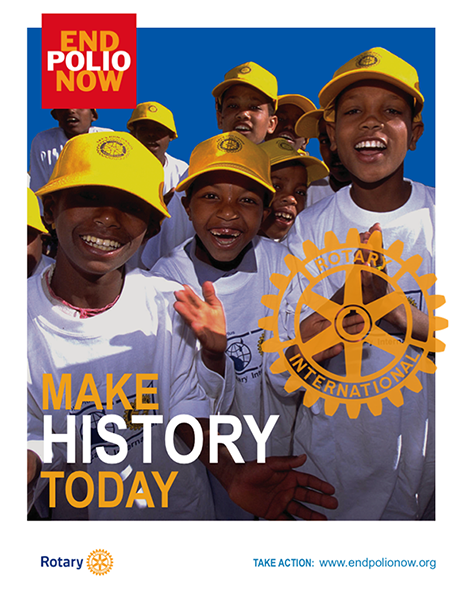 END
POLIO
NOW
ROTARY
INTERNATIONAL
MAKE
HISTORY
TODAY
Rotary
TAKE ACTION: www.endpolionow.org